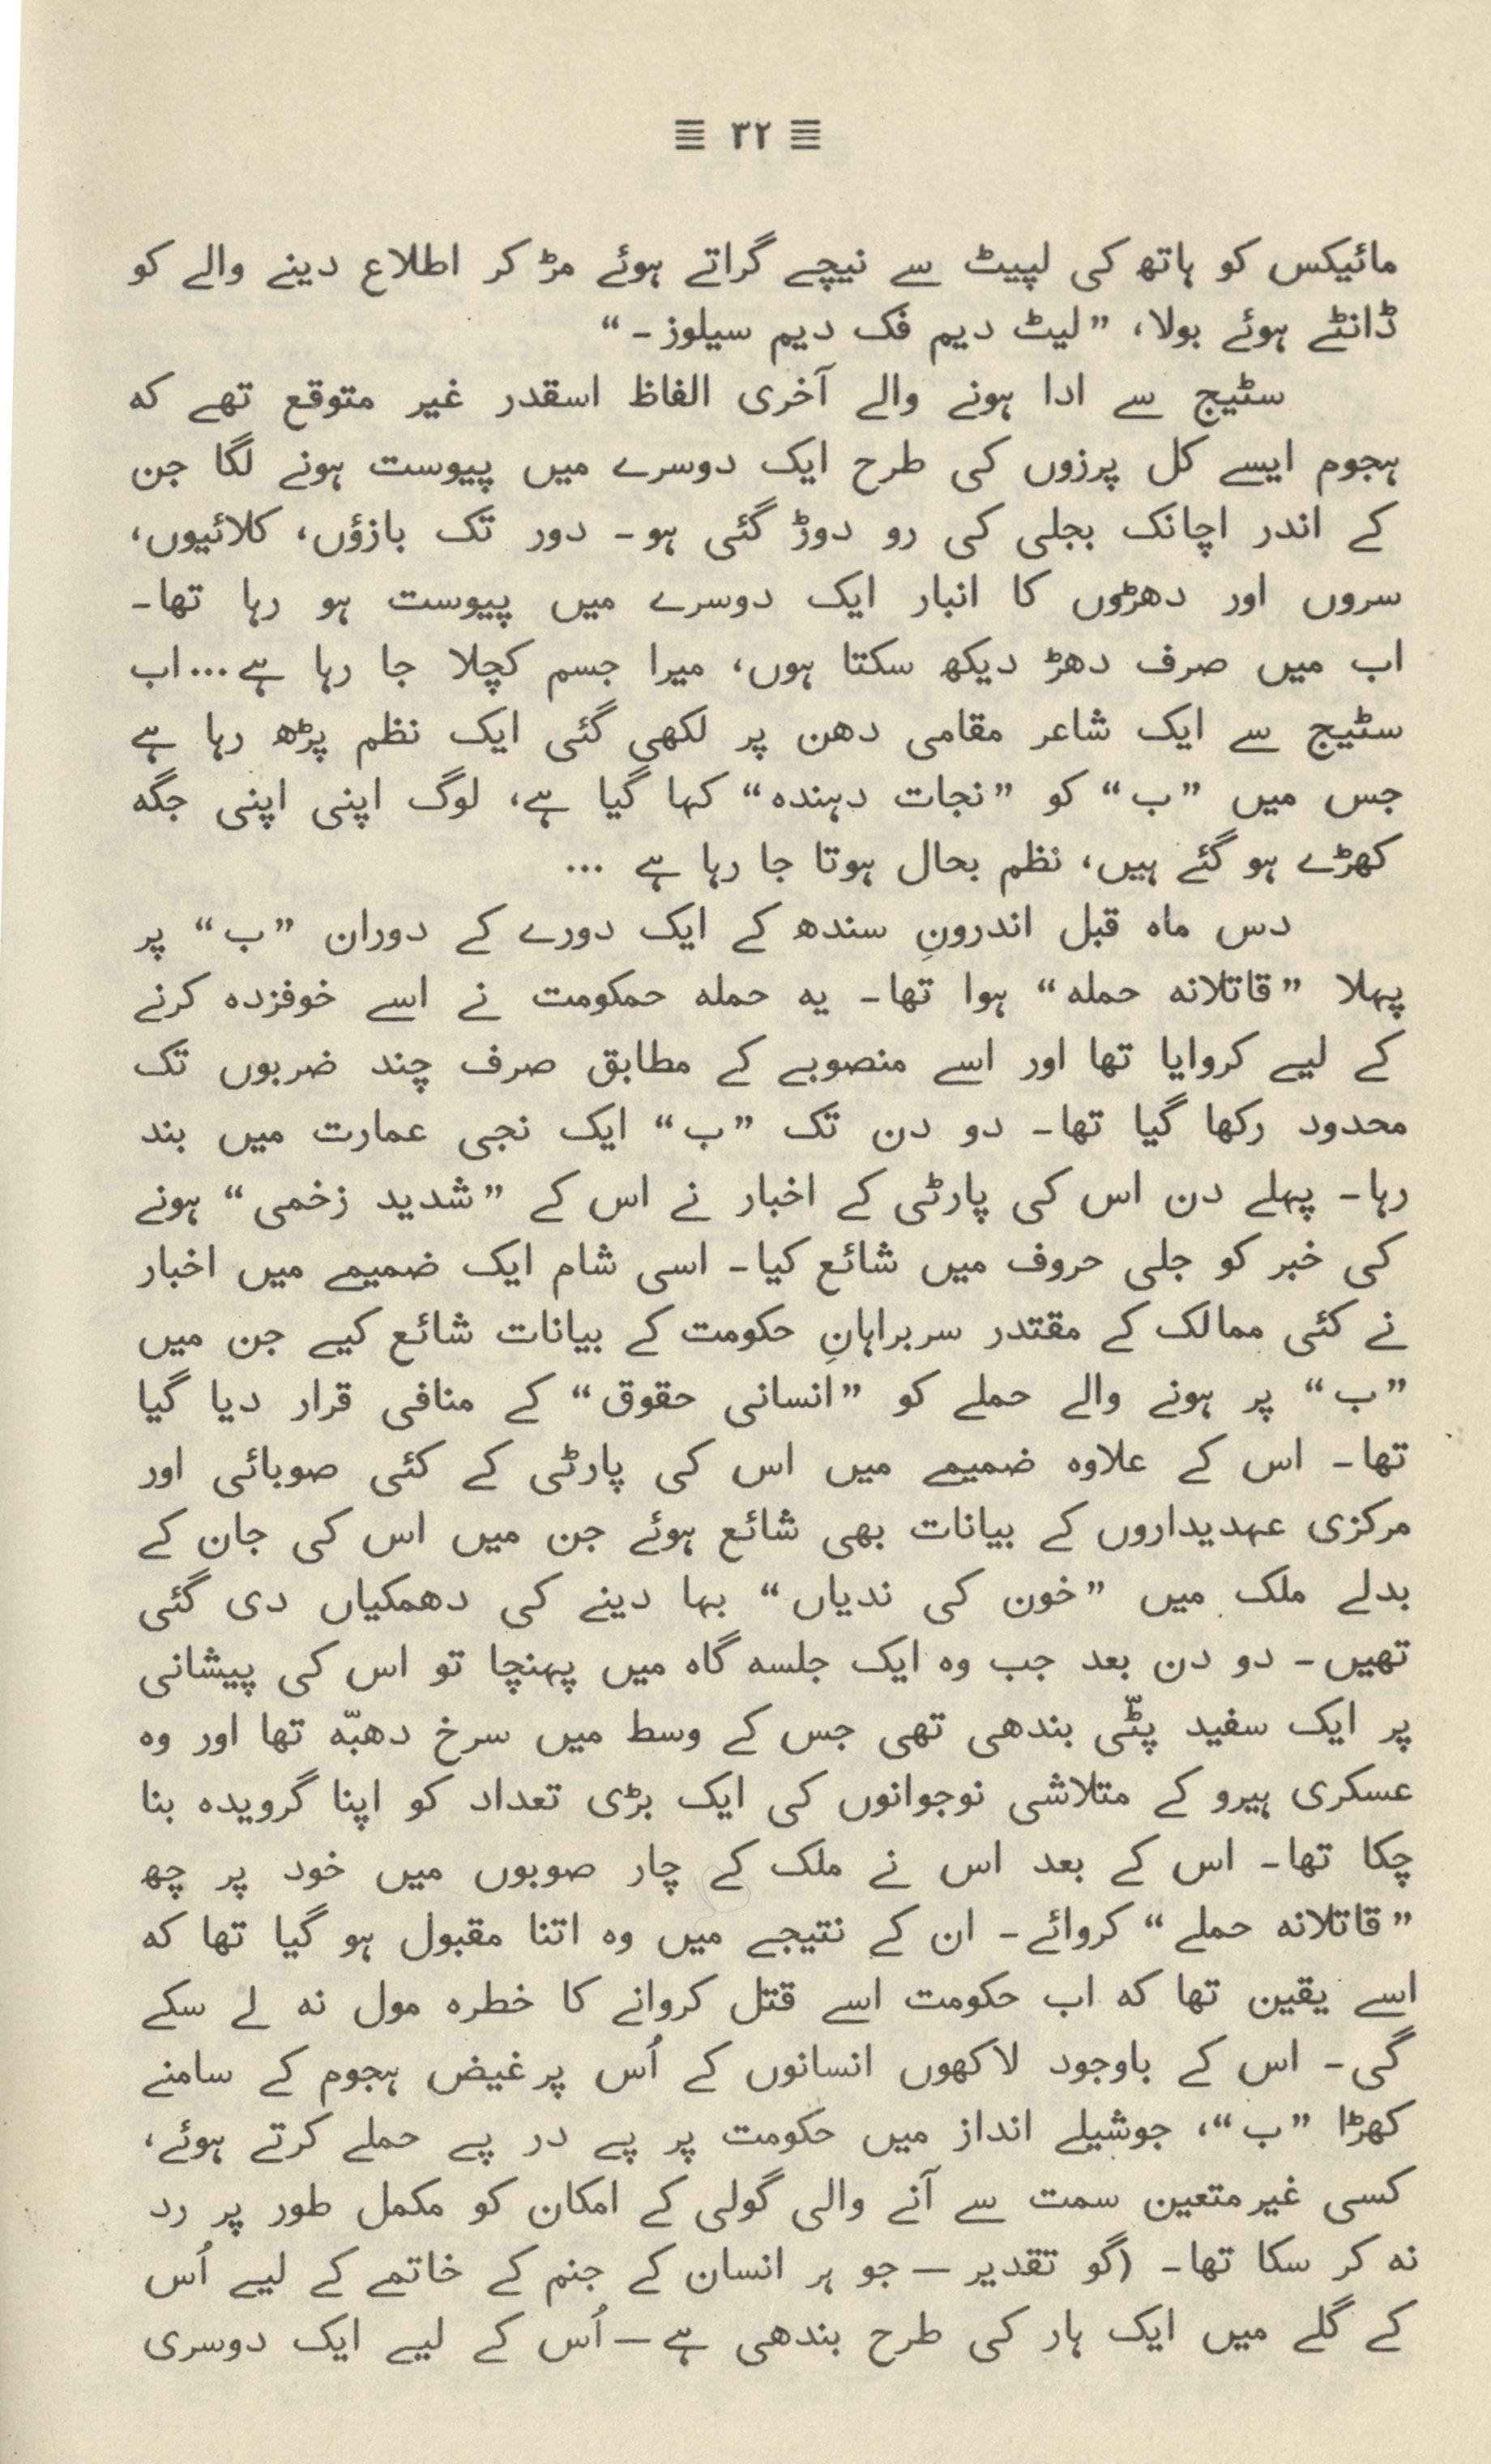 ≡ ۳۲ ≡
مائیکس کو ہاتھ کی لپیٹ سے نیچے گراتے ہوئے مڑ کر اطلاع دینے والے کو
ڈانٹے ہوئے بولا، ”لیٹ دیم فک دیم سیلوز۔“
سٹیج سے ادا ہونے والے آخری الفاظ اسقدر غیر متوقع تھے کہ
ہجوم ایسے کل پرزوں کی طرح ایک دوسرے میں پیوست ہونے لگا جن
کے اندر اچانک بجلی کی رو دوڑ گئی ہو۔ دور تک بازؤں، کلائیوں،
سروں اور دھڑوں کا انبار ایک دوسرے میں پیوست ہو رہا تھا۔
اب میں صرف دھڑ دیکھ سکتا ہوں، میرا جسم کچلا جا رہا ہے...اب
سٹیج سے ایک شاعر مقامی دھن پر لکھی گئی ایک نظم پڑھ رہا ہے
جس میں ”ب“ کو ”نجات دہندہ“ کہا گیا ہے، لوگ اپنی اپنی جگہ
کھڑے ہو گئے ہیں، نظم بحال ہوتا جا رہا ہے ...
دس ماہ قبل اندرونِ سندھ کے ایک دورے کے دوران ”ب“ پر
پہلا ”قاتلانہ حملہ“ ہوا تھا۔ یہ حملہ حمکومت نے اسے خوفزدہ کرنے
کے لیے کروایا تھا اور اسے منصوبے کے مطابق صرف چند ضربوں تک
محدود رکھا گیا تھا۔ دو دن تک ”ب“ ایک نجی عمارت میں بند
رہا۔ پہلے دن اس کی پارٹی کے اخبار نے اس کے ”شدید زخمی“ ہونے
کی خبر کو جلی حروف میں شائع کیا۔ اسی شام ایک ضمیمے میں اخبار
نے کئی ممالک کے مقتدر سربراہانِ حکومت کے بیانات شائع کیے جن میں
”ب“ پر ہونے والے حملے کو ”انسانی حقوق“ کے منافی قرار دیا گیا
تھا۔ اس کے علاوہ ضمیمے میں اس کی پارٹی کے کئی صوبائی اور
مرکزی عہدیداروں کے بیانات بھی شائع ہوئے جن میں اس کی جان کے
بدلے ملک میں ”خون کی ندیاں“ بہا دینے کی دھمکیاں دی گئی
تھیں۔ دو دن بعد جب وہ ایک جلسہ گاہ میں پہنچا تو اس کی پیشانی
پر ایک سفید پٹّی بندھی تھی جس کے وسط میں سرخ دھبّہ تھا اور وہ
عسکری ہیرو کے متلاشی نوجوانوں کی ایک بڑی تعداد کو اپنا گرویدہ بنا
چکا تھا۔ اس کے بعد اس نے ملک کے چار صوبوں میں خود پر چھ
”قاتلانہ حملے“ کروائے۔ ان کے نتیجے میں وہ اتنا مقبول ہو گیا تھا کہ
اسے یقین تھا کہ اب حکومت اسے قتل کروانے کا خطرہ مول نہ لے سکے
گی۔ اس کے باوجود لاکھوں انسانوں کے اُس پرغیض ہجوم کے سامنے
کھڑا ”ب“، جوشیلے انداز میں حکومت پر پے در پے حملے کرتے ہوئے،
کسی غیرمتعین سمت سے آنے والی گولی کے امکان کو مکمل طور پر رد
نہ کر سکا تھا۔ (گو تقدیر — جو ہر انسان کے جنم کے خاتمے کے لیے اُس
کے گلے میں ایک ہار کی طرح بندھی ہے — اُس کے لیے ایک دوسری